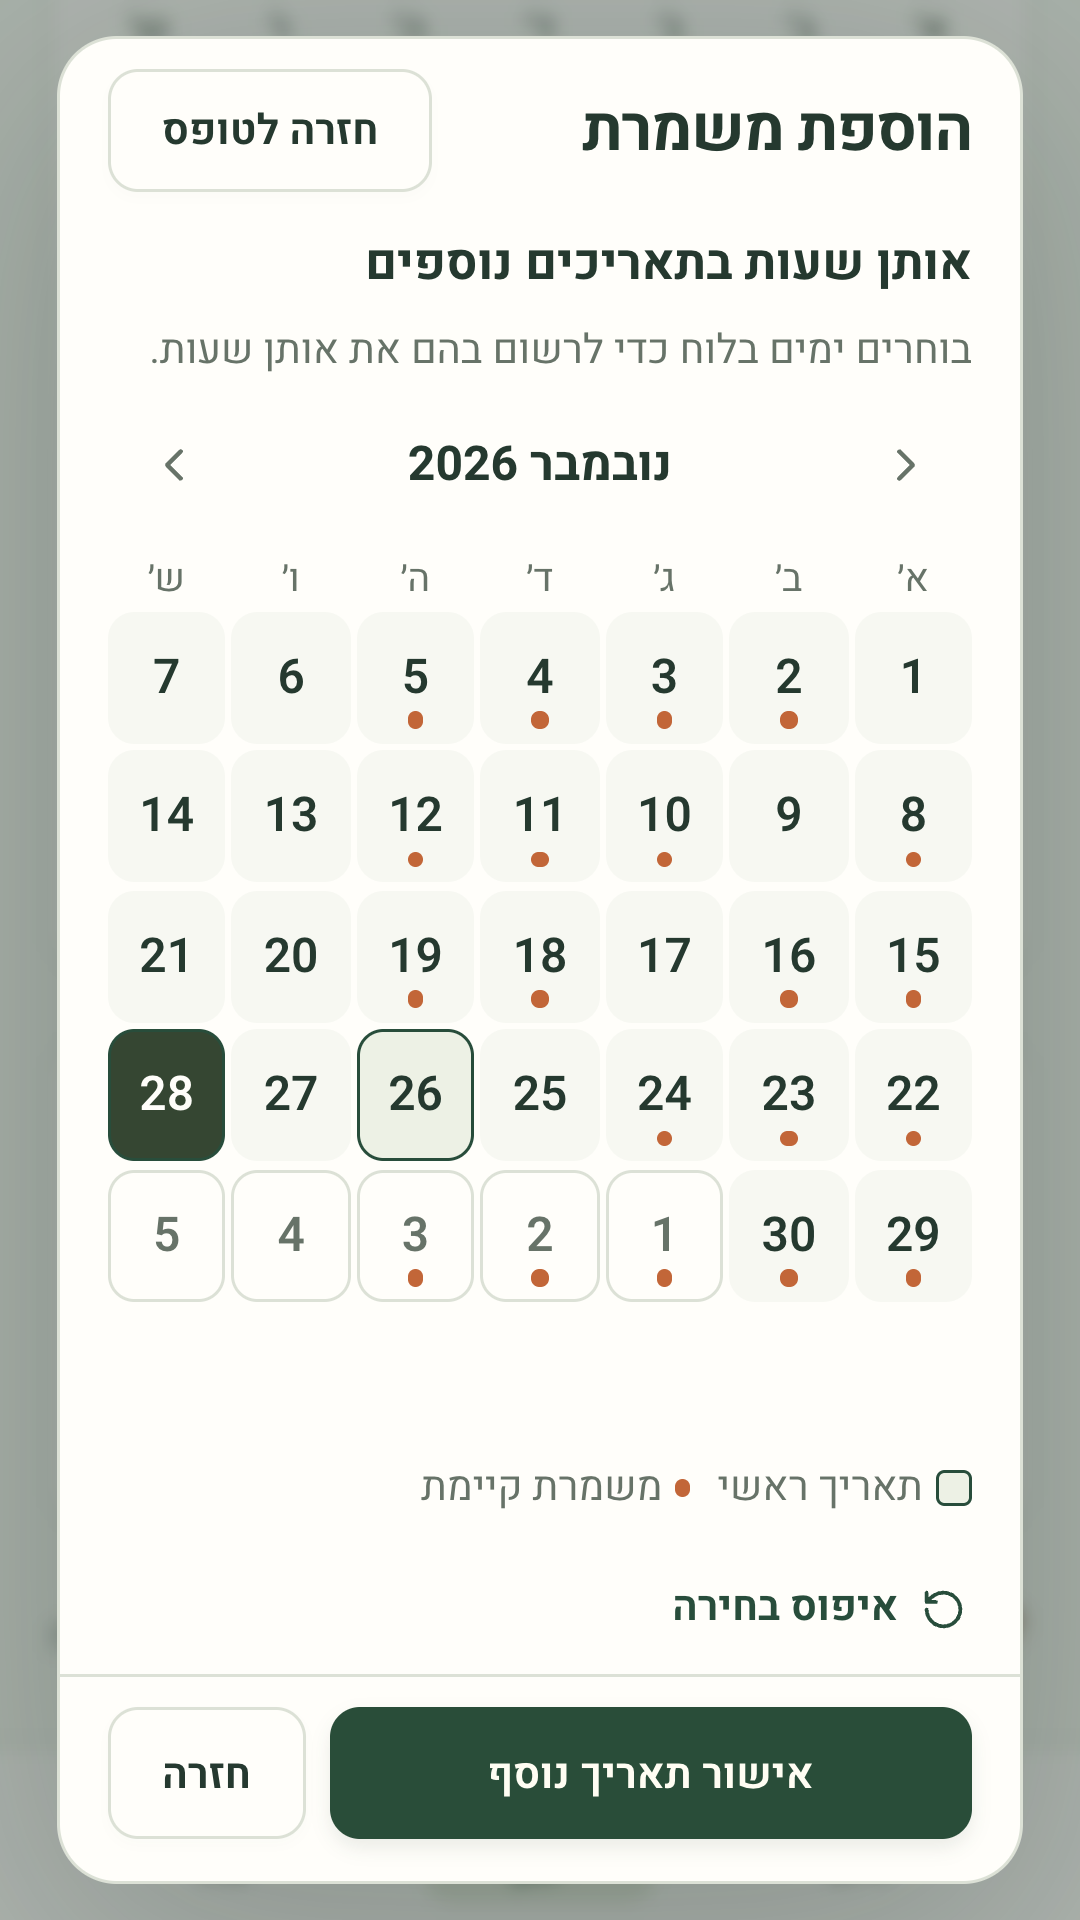 הוספת משמרת
חזרה לטופס
אותן שעות בתאריכים נוספים
בוחרים ימים בלוח כדי לרשום בהם את אותן שעות.
נובמבר 2026
א׳ ב׳ ג׳ ד׳ ה׳ ו׳ ש׳
1 2 3 4 5 6 7
8 9 10 11 12 13 14
15 16 17 18 19 20 21
22 23 24 25 26 27 28
29 30 1 2 3 4 5
תאריך ראשי משמרת קיימת
איפוס בחירה
אישור תאריך נוסף
חזרה